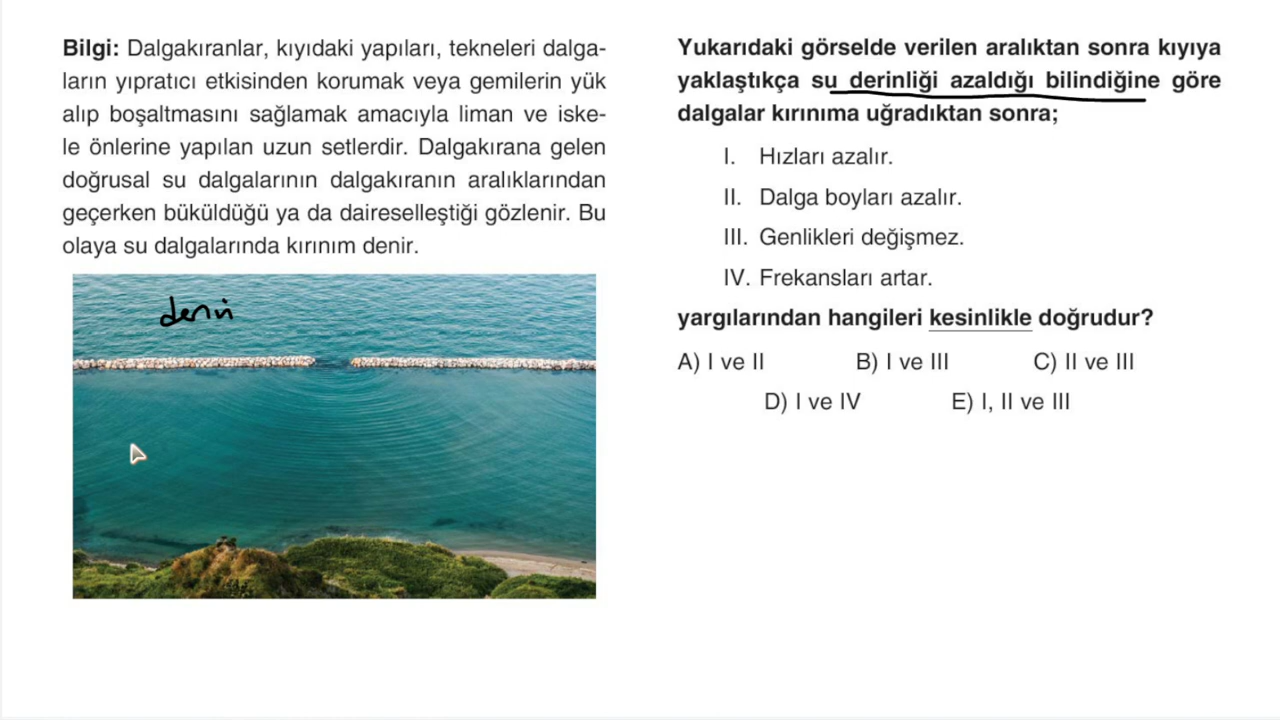 Bilgi: Dalgakıranlar, kıyıdaki yapıları, tekneleri dalga-
ların yıpratıcı etkisinden korumak veya gemilerin yük
alıp boşaltmasını sağlamak amacıyla liman ve iske-
le önlerine yapılan uzun setlerdir. Dalgakırana gelen
doğrusal su dalgalarının dalgakıranın aralıklarından
geçerken büküldüğü ya da daireselleştiği gözlenir. Bu
olaya su dalgalarında kırınım denir.
derin
Yukarıdaki görselde verilen aralıktan sonra kıyıya
yaklaştıkça su derinliği azaldığı bilindiğine göre
dalgalar kırınıma uğradıktan sonra;
I. Hızları azalır.
II. Dalga boyları azalır.
III. Genlikleri değişmez.
IV. Frekansları artar.
yargılarından hangileri kesinlikle doğrudur?
A) I ve II B) I ve III C) II ve III
D) I ve IV E) I, II ve III